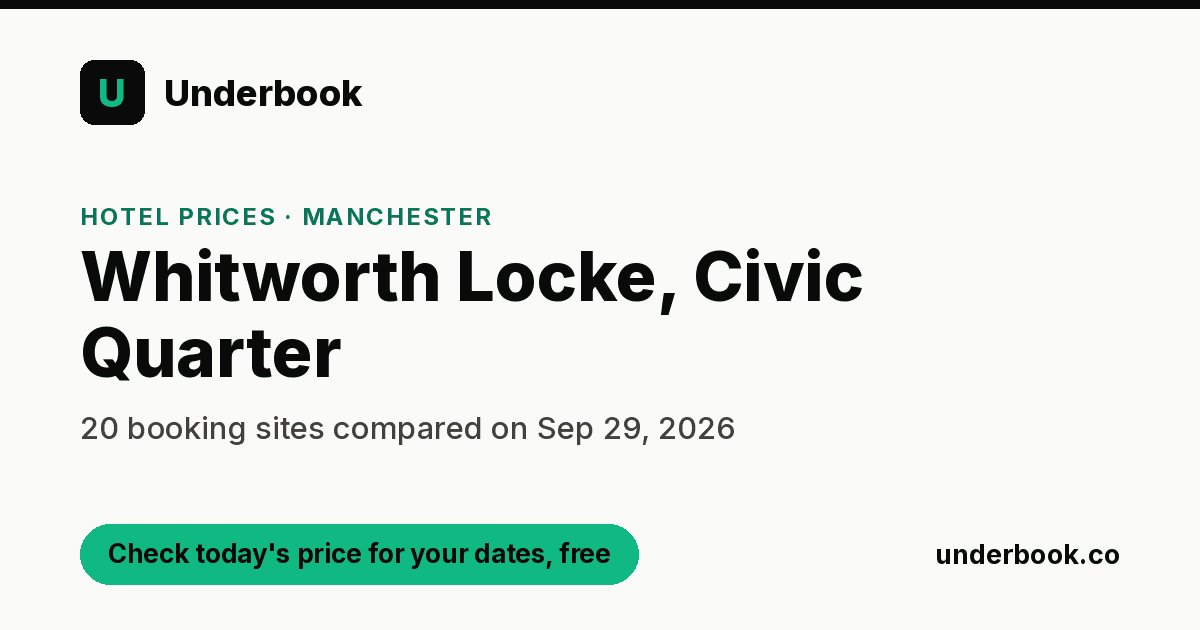 U Underbook
HOTEL PRICES · MANCHESTER
Whitworth Locke, Civic
Quarter
20 booking sites compared on Sep 29, 2026
Check today's price for your dates, free
underbook.co